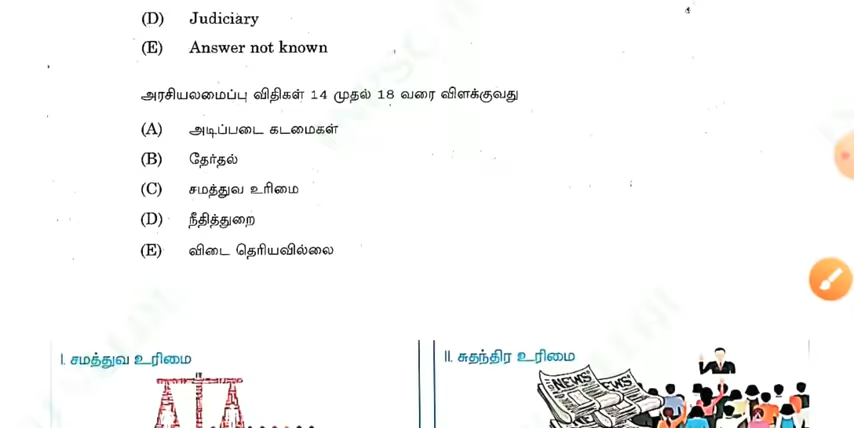 (D) Judiciary
(E) Answer not known
அரசியலமைப்பு விதிகள் 14 முதல் 18 வரை விளக்குவது
(A) அடிப்படை கடமைகள்
(B) தேர்தல்
(C) சமத்துவ உரிமை
(D) நீதித்துறை
(E) விடை தெரியவில்லை
I. சமத்துவ உரிமை
II. சுதந்திர உரிமை
NEWS!